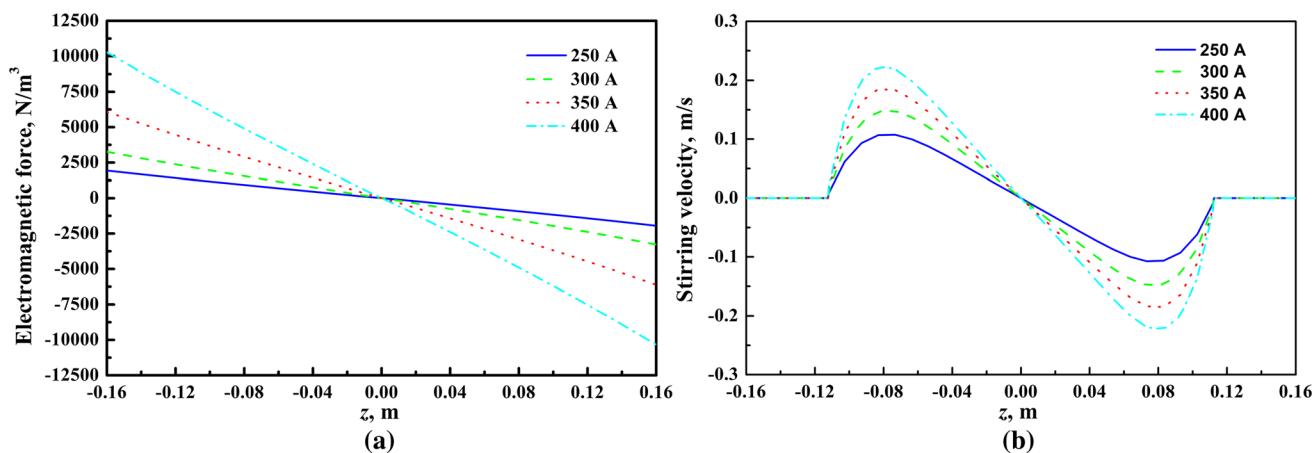 12500
10000
7500
5000
2500
0
-2500
-5000
-7500
-10000
-12500
Electromagnetic force, N/m³
250 A
300 A
350 A
400 A
-0.16 -0.12 -0.08 -0.04 0.00 0.04 0.08 0.12 0.16
z, m
(a)
0.3
0.2
0.1
0.0
-0.1
-0.2
-0.3
Stirring velocity, m/s
250 A
300 A
350 A
400 A
-0.16 -0.12 -0.08 -0.04 0.00 0.04 0.08 0.12 0.16
z, m
(b)